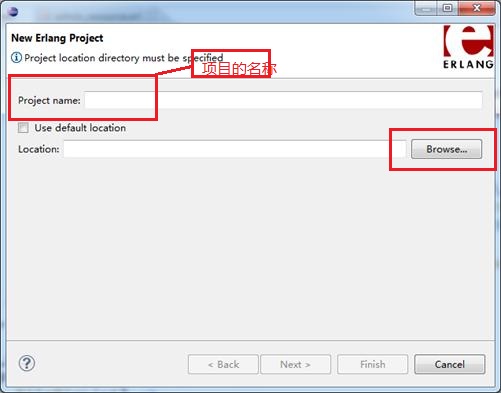 New Erlang Project
Project location directory must be specified
项目的名称
ERLANG
Project name:
Use default location
Location:
Browse...
< Back
Next >
Finish
Cancel